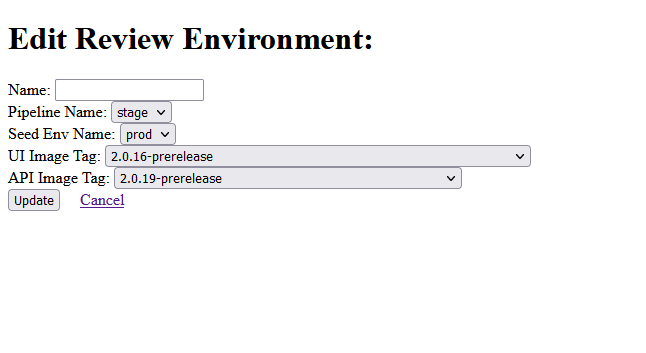 Edit Review Environment:
Name:
Pipeline Name: stage
Seed Env Name: prod
UI Image Tag: 2.0.16-prerelease
API Image Tag: 2.0.19-prerelease
Update Cancel